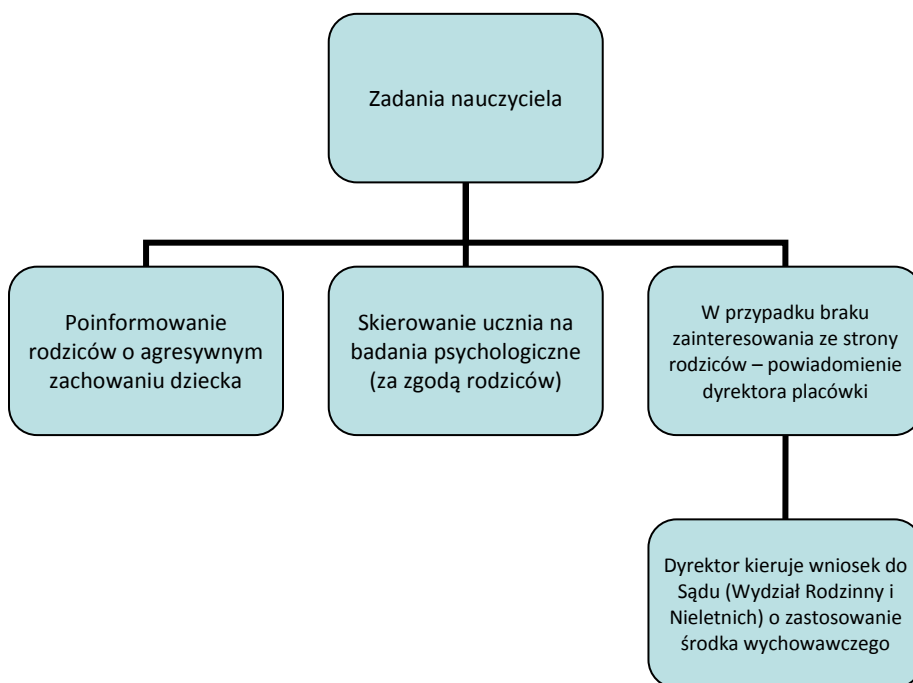 Zadania nauczyciela
Poinformowanie
rodziców o agresywnym
zachowaniu dziecka
Skierowanie ucznia na
badania psychologiczne
(za zgodą rodziców)
W przypadku braku
zainteresowania ze strony
rodziców – powiadomienie
dyrektora placówki
Dyrektor kieruje wniosek do
Sądu (Wydział Rodzinny i
Nieletnich) o zastosowanie
środka wychowawczego